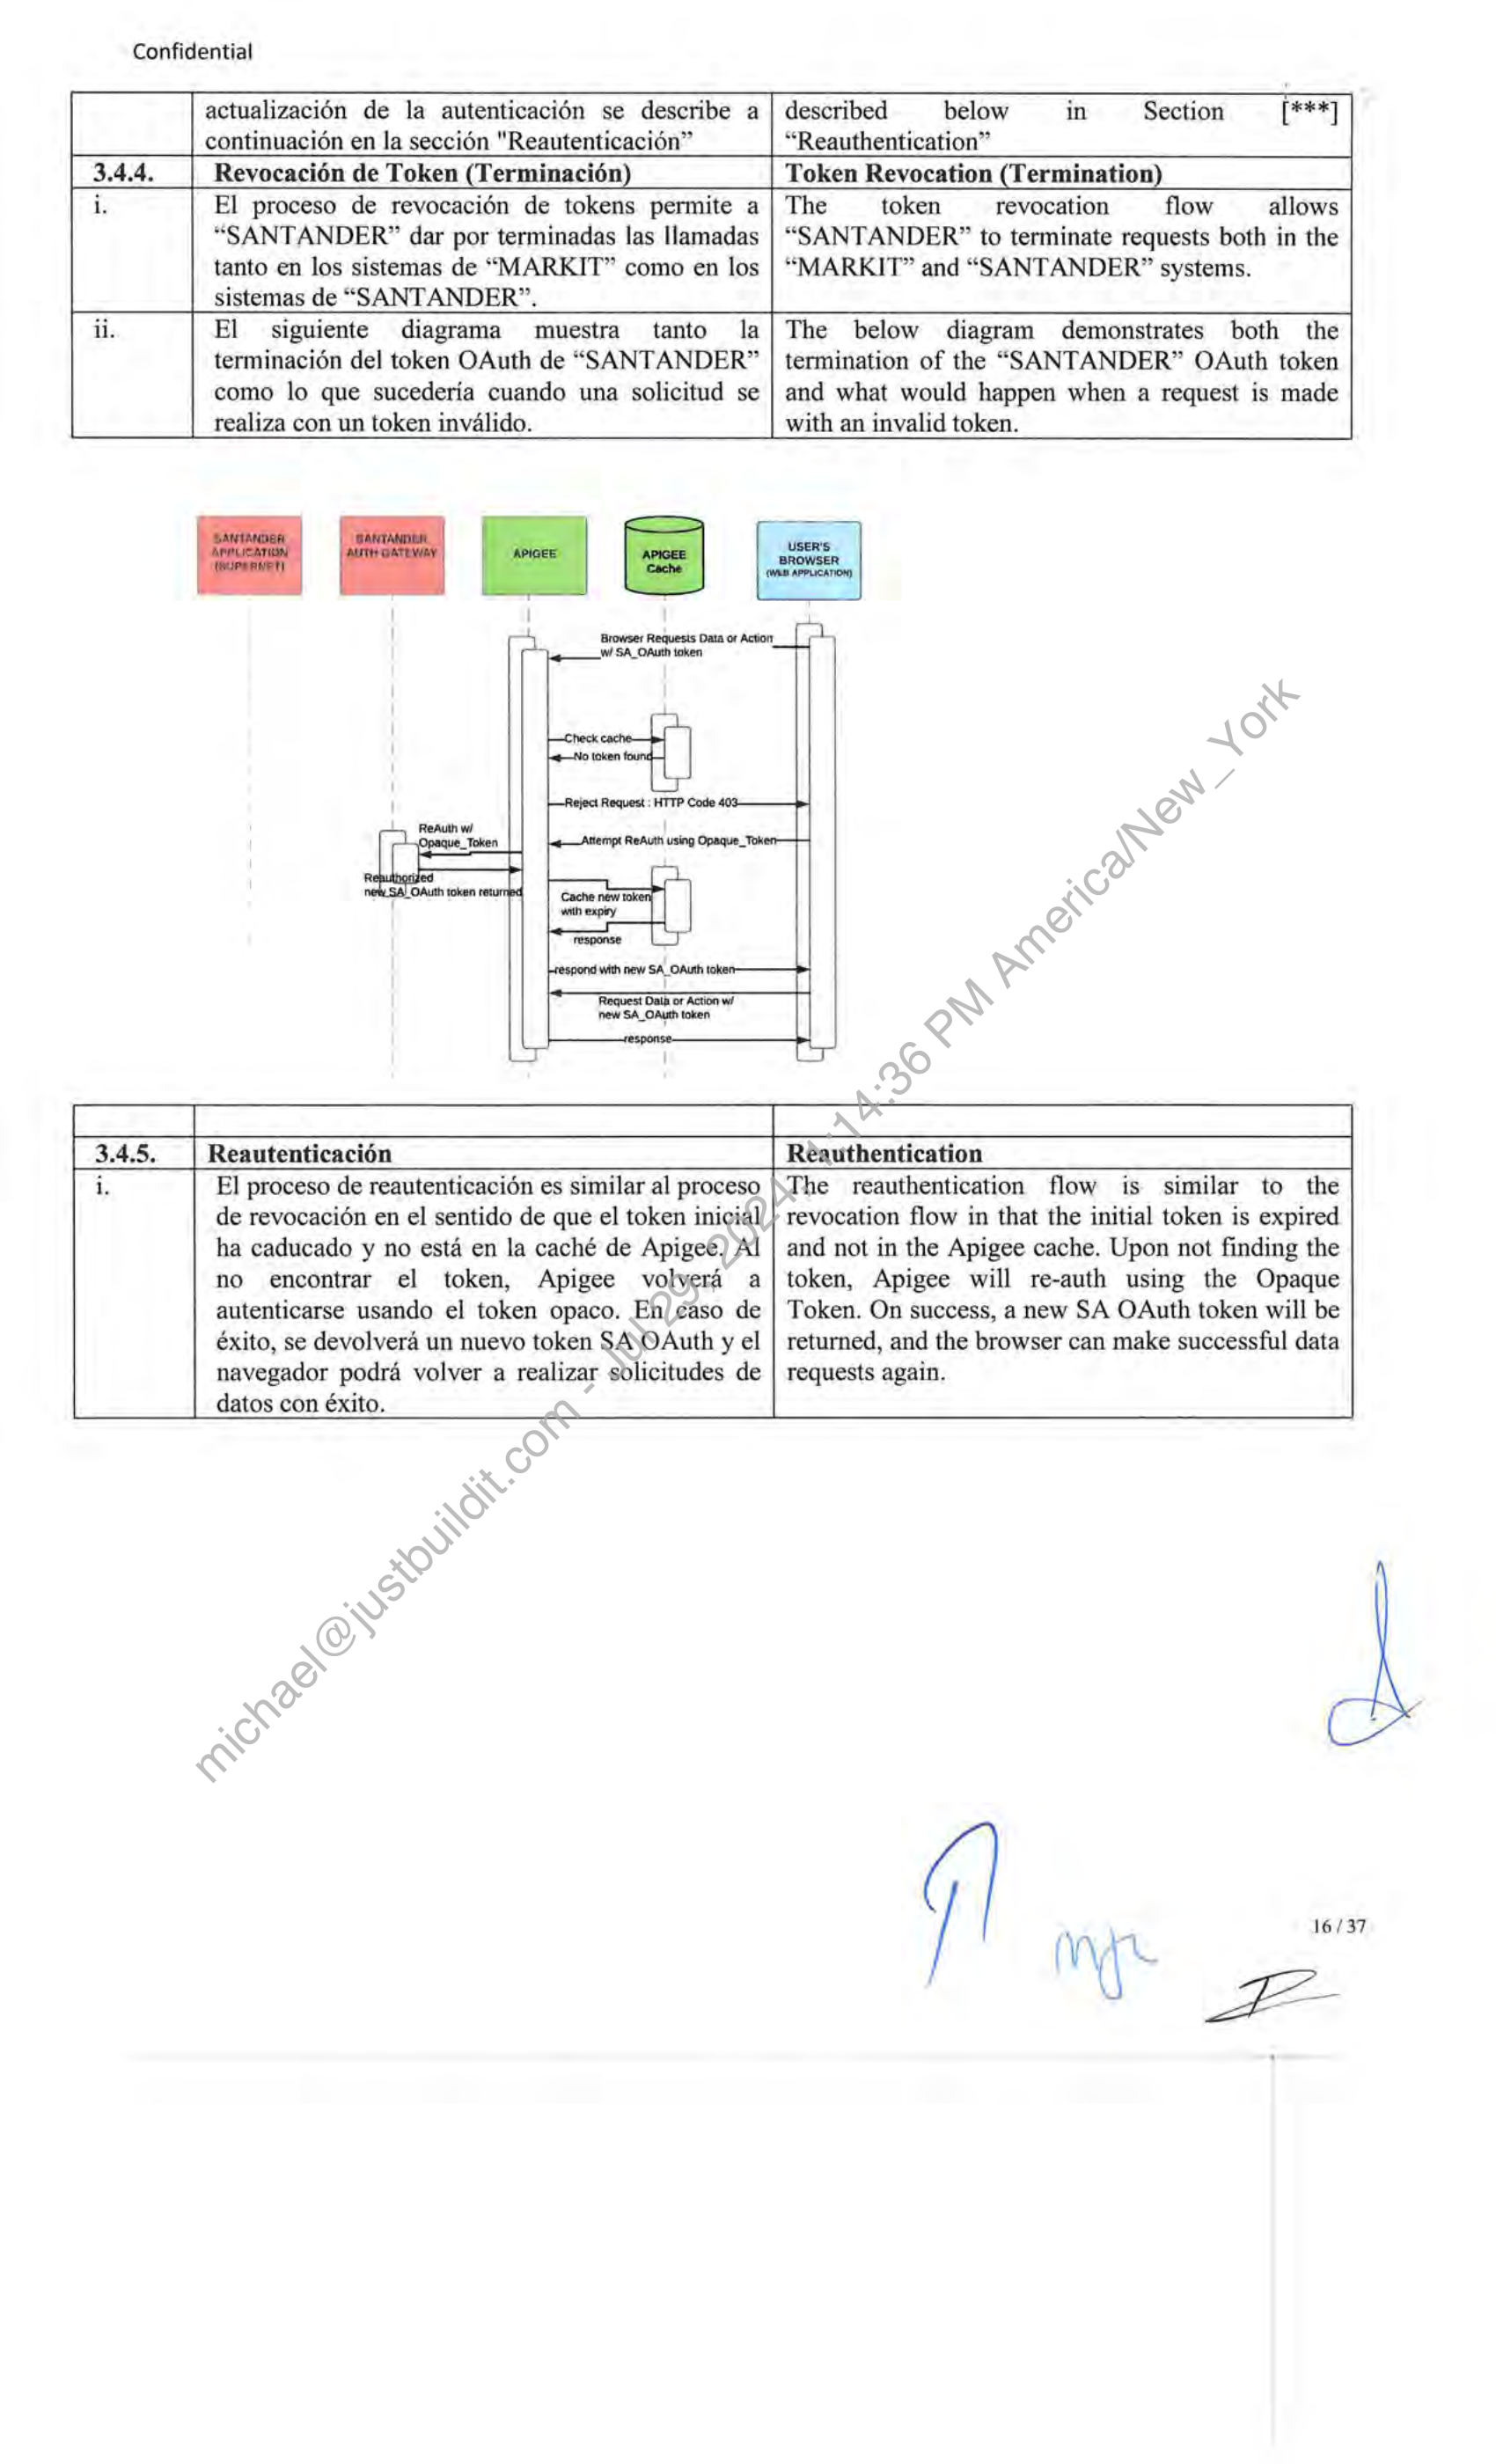 Confidential
actualización de la autenticación se describe a
continuación en la sección "Reautenticación”
described below in Section [***]
“Reauthentication”
3.4.4.
Revocación de Token (Terminación)
Token Revocation (Termination)
i.
El proceso de revocación de tokens permite a
“SANTANDER” dar por terminadas las llamadas
tanto en los sistemas de “MARKIT” como en los
sistemas de “SANTANDER”.
The token revocation flow allows
“SANTANDER” to terminate requests both in the
“MARKIT” and “SANTANDER” systems.
ii.
El siguiente diagrama muestra tanto la
terminación del token OAuth de “SANTANDER”
como lo que sucedería cuando una solicitud se
realiza con un token inválido.
The below diagram demonstrates both the
termination of the “SANTANDER” OAuth token
and what would happen when a request is made
with an invalid token.
SANTANDER
APPLICATION
(SUPERNET)
SANTANDER
AUTH GATEWAY
APIGEE
APIGEE
Cache
USER'S
BROWSER
(WEB APPLICATION)
Browser Requests Data or Action
w/ SA_OAuth token
Check cache
No token found
Reject Request : HTTP Code 403
Attempt ReAuth using Opaque_Token
ReAuth w/
Opaque_Token
Reauthorized
new SA_OAuth token returned
Cache new token
with expiry
response
respond with new SA_OAuth token
Request Data or Action w/
new SA_OAuth token
response
3.4.5.
Reautenticación
Reauthentication
i.
El proceso de reautenticación es similar al proceso
de revocación en el sentido de que el token inicial
ha caducado y no está en la caché de Apigee. Al
no encontrar el token, Apigee volverá a
autenticarse usando el token opaco. En caso de
éxito, se devolverá un nuevo token SA OAuth y el
navegador podrá volver a realizar solicitudes de
datos con éxito.
The reauthentication flow is similar to the
revocation flow in that the initial token is expired
and not in the Apigee cache. Upon not finding the
token, Apigee will re-auth using the Opaque
Token. On success, a new SA OAuth token will be
returned, and the browser can make successful data
requests again.
michael@justbuildit.com - Jul 29, 2024, 1:14:36 PM America/New_York
16 / 37